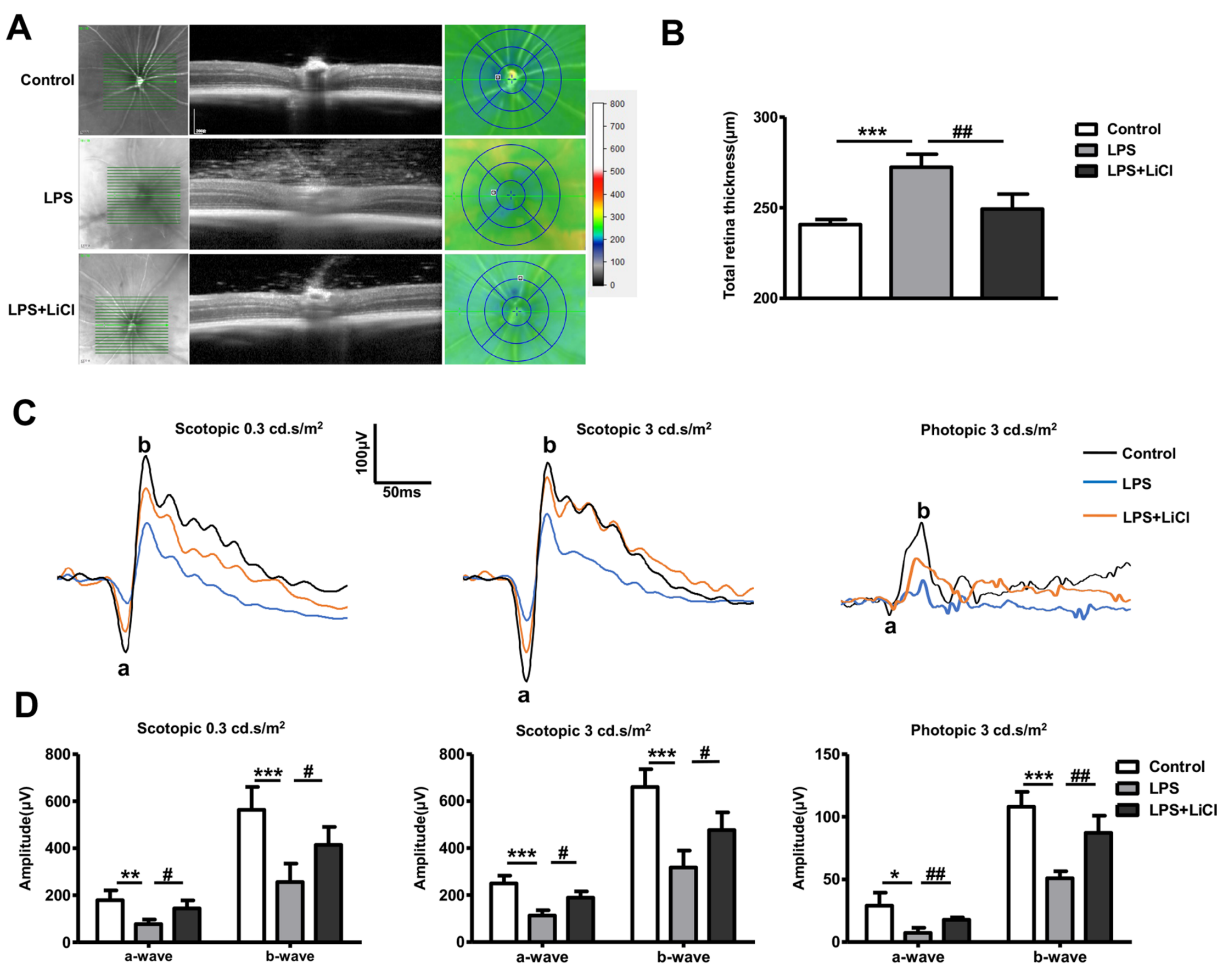 A
Control
LPS
LPS+LiCl
800
700
600
500
400
300
200
100
0
B
Total retina thickness(μm)
300
250
200
***
##
Control
LPS
LPS+LiCl
C
Scotopic 0.3 cd.s/m²
b
a
100μV
50ms
Scotopic 3 cd.s/m²
b
a
Photopic 3 cd.s/m²
b
a
Control
LPS
LPS+LiCl
D
Scotopic 0.3 cd.s/m²
Amplitude(μV)
800
600
400
200
0
**
#
***
#
a-wave
b-wave
Scotopic 3 cd.s/m²
Amplitude(μV)
800
600
400
200
0
***
#
***
#
a-wave
b-wave
Photopic 3 cd.s/m²
Amplitude(μV)
150
100
50
0
*
##
***
##
a-wave
b-wave
Control
LPS
LPS+LiCl